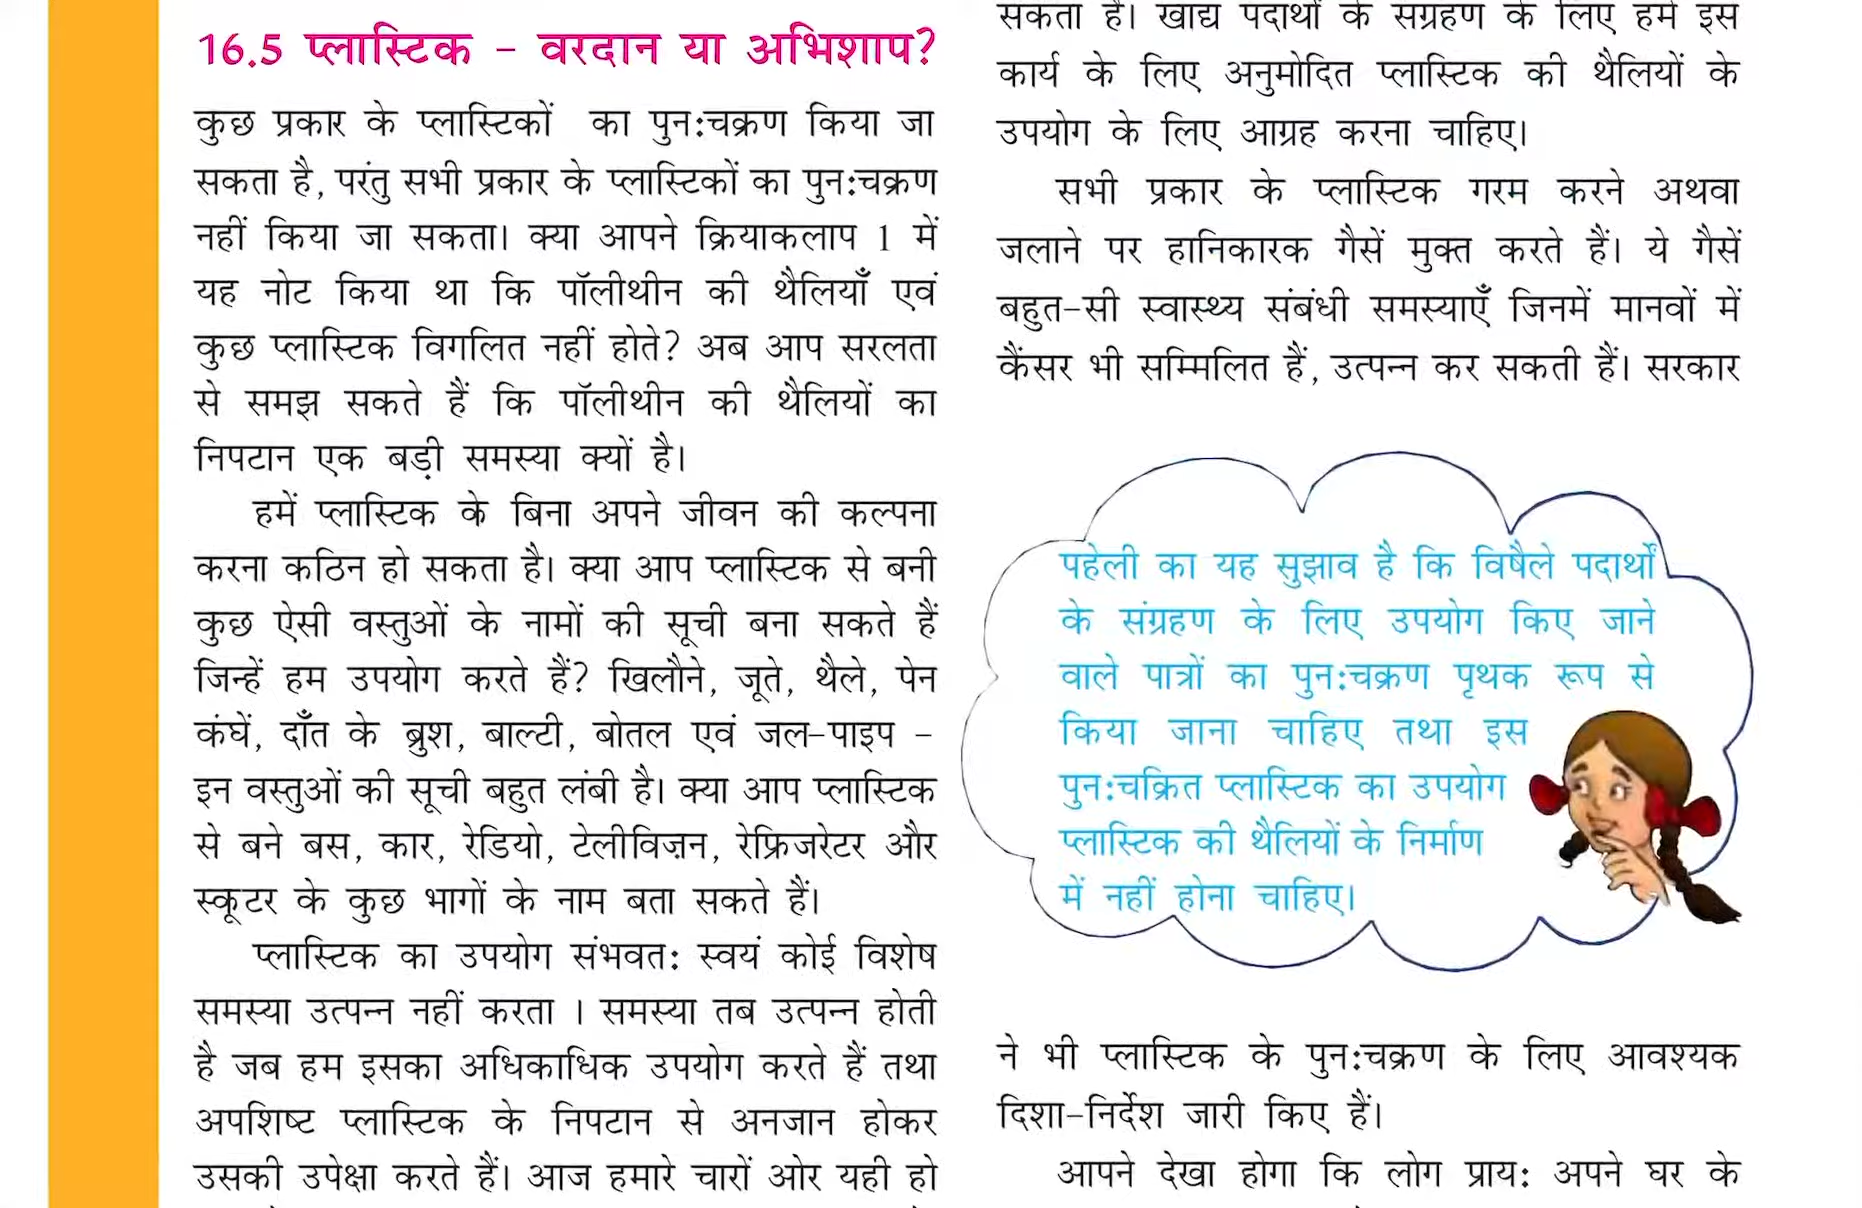 16.5 प्लास्टिक – वरदान या अभिशाप?
कुछ प्रकार के प्लास्टिकों का पुन:चक्रण किया जा
सकता है, परंतु सभी प्रकार के प्लास्टिकों का पुन:चक्रण
नहीं किया जा सकता। क्या आपने क्रियाकलाप 1 में
यह नोट किया था कि पॉलीथीन की थैलियाँ एवं
कुछ प्लास्टिक विगलित नहीं होते? अब आप सरलता
से समझ सकते हैं कि पॉलीथीन की थैलियों का
निपटान एक बड़ी समस्या क्यों है।
हमें प्लास्टिक के बिना अपने जीवन की कल्पना
करना कठिन हो सकता है। क्या आप प्लास्टिक से बनी
कुछ ऐसी वस्तुओं के नामों की सूची बना सकते हैं
जिन्हें हम उपयोग करते हैं? खिलौने, जूते, थैले, पेन
कंघें, दाँत के ब्रुश, बाल्टी, बोतल एवं जल-पाइप –
इन वस्तुओं की सूची बहुत लंबी है। क्या आप प्लास्टिक
से बने बस, कार, रेडियो, टेलीविज़न, रेफ्रिजरेटर और
स्कूटर के कुछ भागों के नाम बता सकते हैं।
प्लास्टिक का उपयोग संभवत: स्वयं कोई विशेष
समस्या उत्पन्न नहीं करता । समस्या तब उत्पन्न होती
है जब हम इसका अधिकाधिक उपयोग करते हैं तथा
अपशिष्ट प्लास्टिक के निपटान से अनजान होकर
उसकी उपेक्षा करते हैं। आज हमारे चारों ओर यही हो
सकता है। खाद्य पदार्थों के संग्रहण के लिए हमें इस
कार्य के लिए अनुमोदित प्लास्टिक की थैलियों के
उपयोग के लिए आग्रह करना चाहिए।
सभी प्रकार के प्लास्टिक गरम करने अथवा
जलाने पर हानिकारक गैसें मुक्त करते हैं। ये गैसें
बहुत-सी स्वास्थ्य संबंधी समस्याएँ जिनमें मानवों में
कैंसर भी सम्मिलित हैं, उत्पन्न कर सकती हैं। सरकार
पहेली का यह सुझाव है कि विषैले पदार्थों
के संग्रहण के लिए उपयोग किए जाने
वाले पात्रों का पुन:चक्रण पृथक रूप से
किया जाना चाहिए तथा इस
पुन:चक्रित प्लास्टिक का उपयोग
प्लास्टिक की थैलियों के निर्माण
में नहीं होना चाहिए।
ने भी प्लास्टिक के पुन:चक्रण के लिए आवश्यक
दिशा-निर्देश जारी किए हैं।
आपने देखा होगा कि लोग प्राय: अपने घर के